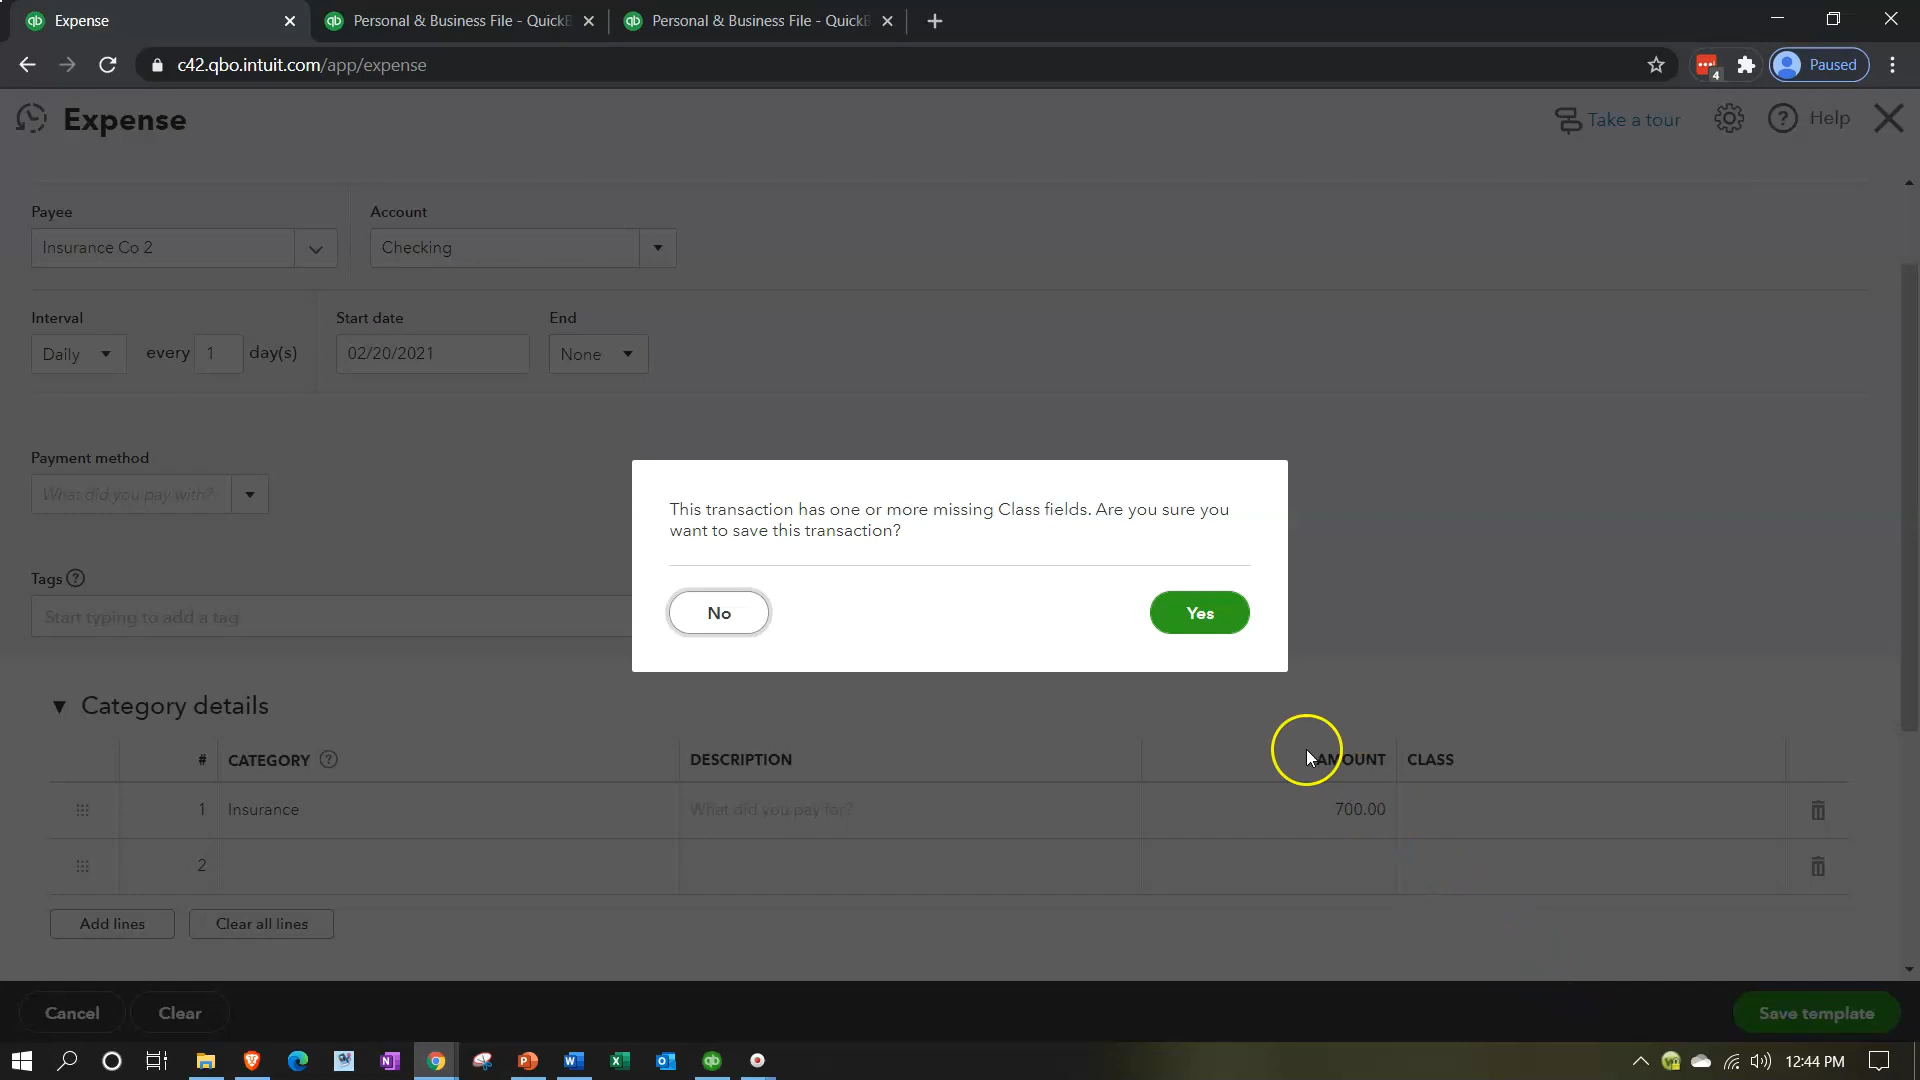 Expense
Personal & Business File - QuickB
Personal & Business File - QuickB
c42.qbo.intuit.com/app/expense
4
Paused
Expense
Take a tour
Help
Payee
Account
Insurance Co 2
Checking
Interval
Start date
End
Daily
every
1
day(s)
02/20/2021
None
Payment method
What did you pay with?
This transaction has one or more missing Class fields. Are you sure you
want to save this transaction?
No
Yes
Tags
Start typing to add a tag
Category details
# CATEGORY DESCRIPTION AMOUNT CLASS
1 Insurance What did you pay for? 700.00
2
Add lines
Clear all lines
Cancel
Clear
Save template
12:44 PM